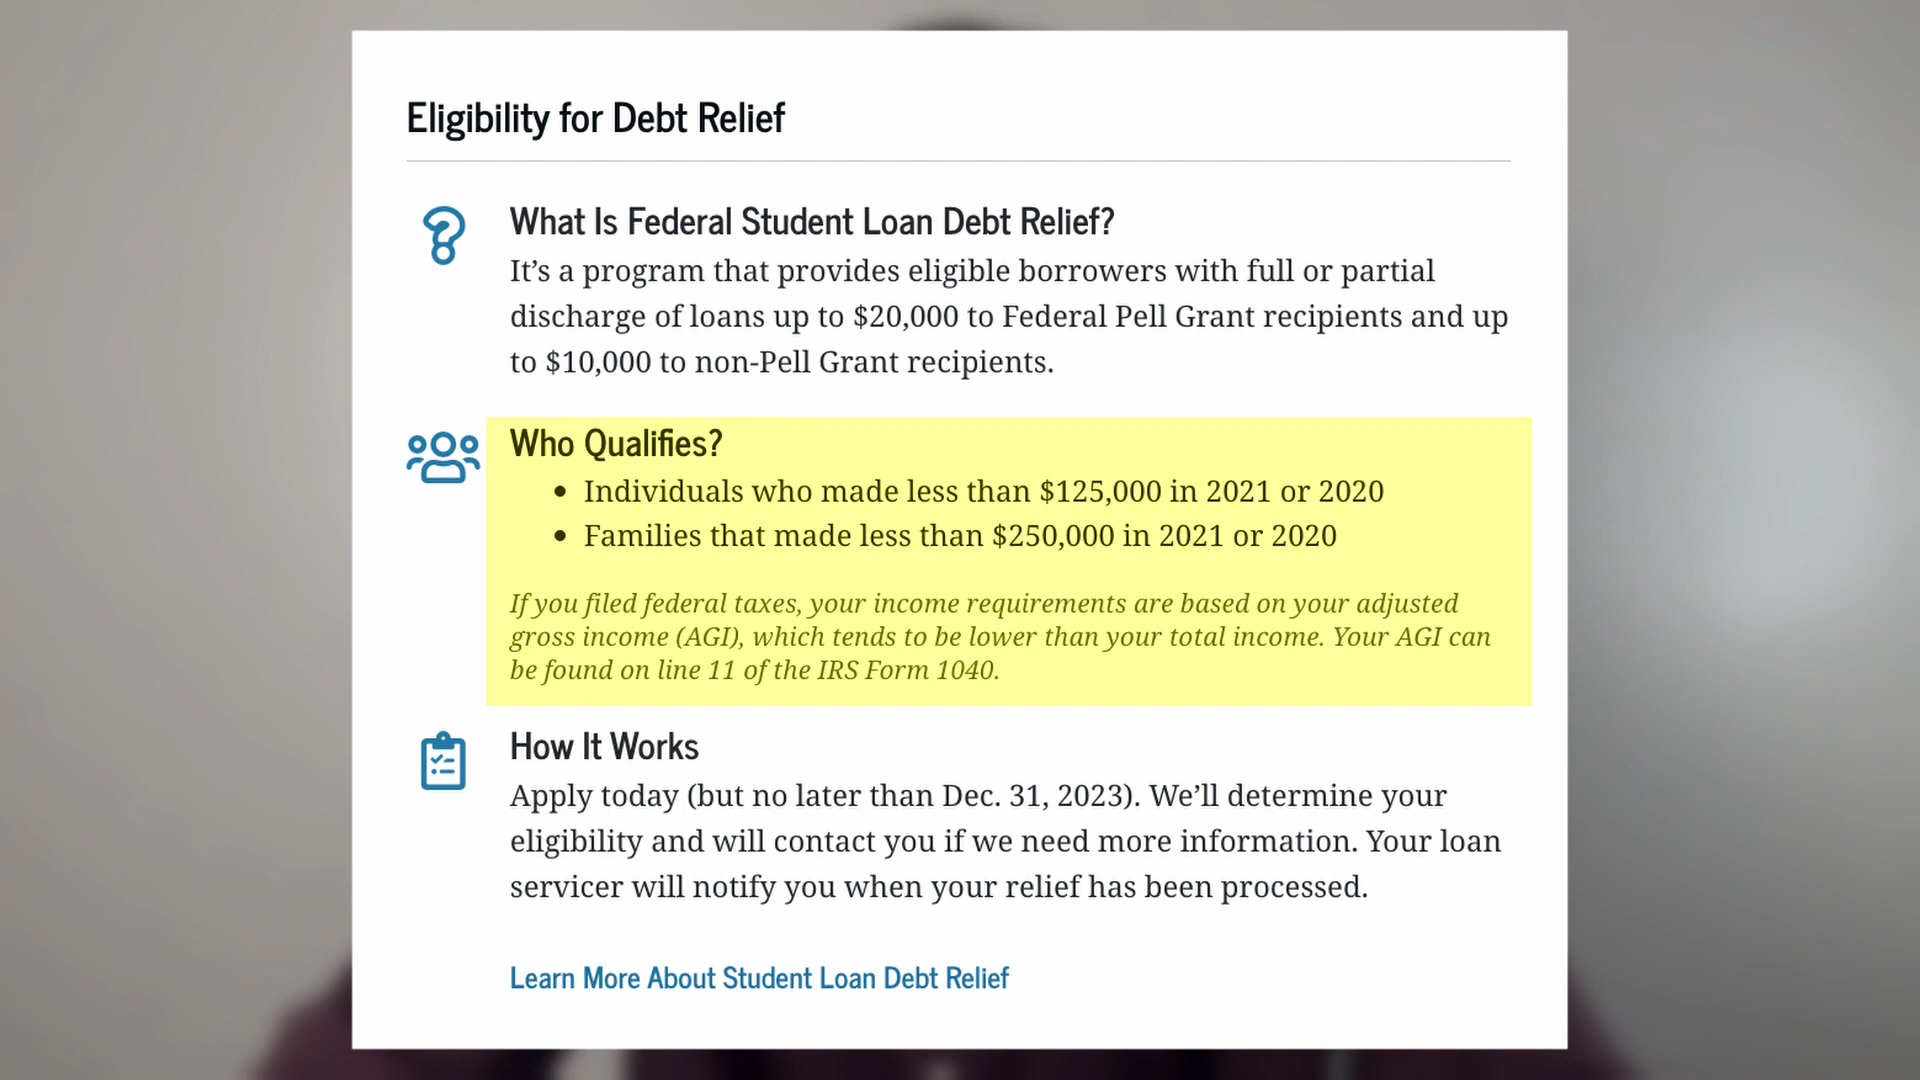 Eligibility for Debt Relief
What Is Federal Student Loan Debt Relief?
It’s a program that provides eligible borrowers with full or partial
discharge of loans up to $20,000 to Federal Pell Grant recipients and up
to $10,000 to non-Pell Grant recipients.
Who Qualifies?
• Individuals who made less than $125,000 in 2021 or 2020
• Families that made less than $250,000 in 2021 or 2020
If you filed federal taxes, your income requirements are based on your adjusted
gross income (AGI), which tends to be lower than your total income. Your AGI can
be found on line 11 of the IRS Form 1040.
How It Works
Apply today (but no later than Dec. 31, 2023). We’ll determine your
eligibility and will contact you if we need more information. Your loan
servicer will notify you when your relief has been processed.
Learn More About Student Loan Debt Relief